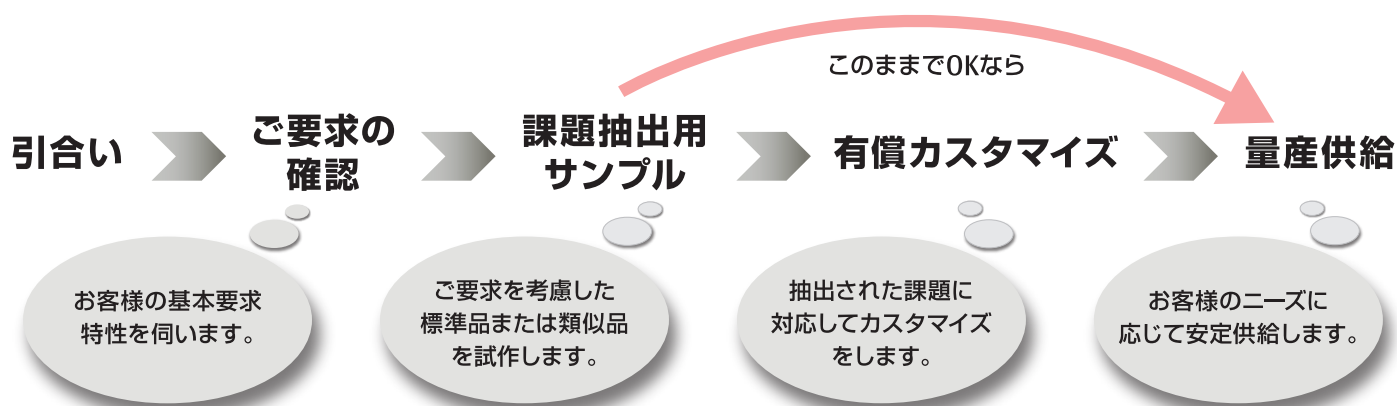 このままでOKなら
引合い
ご要求の
確認
課題抽出用
サンプル
有償カスタマイズ
量産供給
お客様の基本要求
特性を伺います。
ご要求を考慮した
標準品または類似品
を試作します。
抽出された課題に
対応してカスタマイズ
をします。
お客様のニーズに
応じて安定供給します。